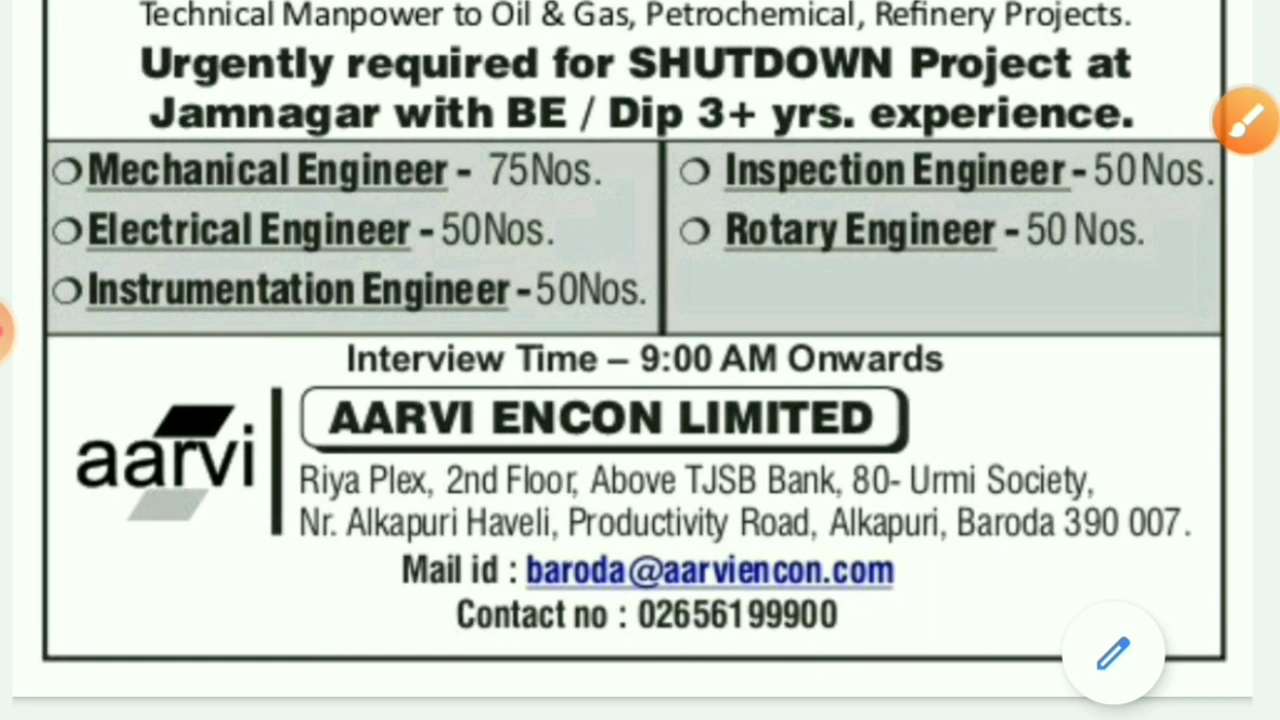 Technical Manpower to Oil & Gas, Petrochemical, Refinery Projects.
Urgently required for SHUTDOWN Project at
Jamnagar with BE / Dip 3+ yrs. experience.
❍ Mechanical Engineer - 75Nos.
❍ Electrical Engineer - 50Nos.
❍ Instrumentation Engineer - 50Nos.
❍ Inspection Engineer - 50Nos.
❍ Rotary Engineer - 50 Nos.
Interview Time – 9:00 AM Onwards
aarvi
AARVI ENCON LIMITED
Riya Plex, 2nd Floor, Above TJSB Bank, 80- Urmi Society,
Nr. Alkapuri Haveli, Productivity Road, Alkapuri, Baroda 390 007.
Mail id : baroda@aarviencon.com
Contact no : 02656199900